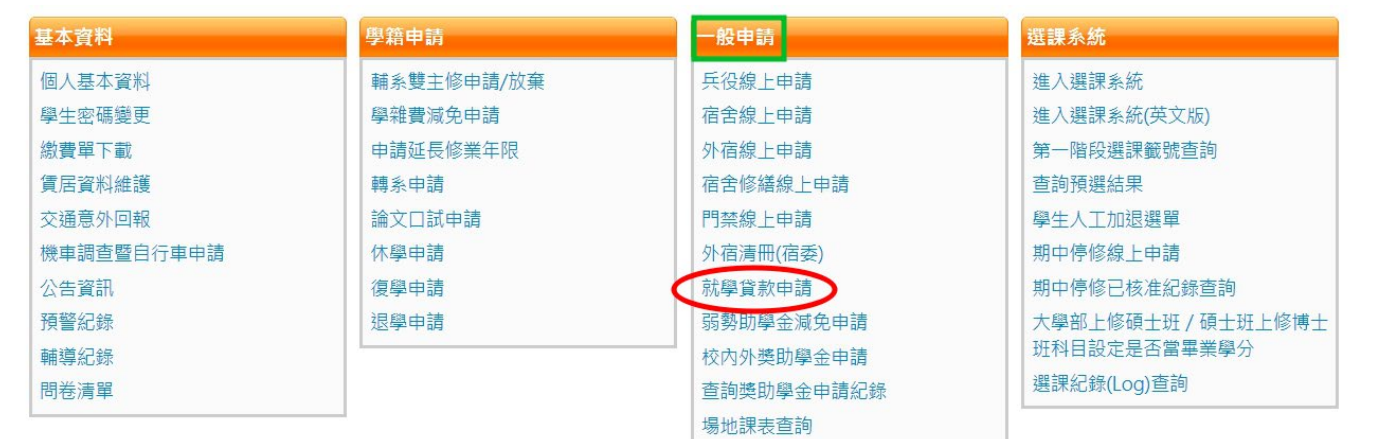 基本資料
個人基本資料
學生密碼變更
繳費單下載
賃居資料維護
交通意外回報
機車調查暨自行車申請
公告資訊
預警紀錄
輔導紀錄
問卷清單
學籍申請
輔系雙主修申請/放棄
學雜費減免申請
申請延長修業年限
轉系申請
論文口試申請
休學申請
復學申請
退學申請
一般申請
兵役線上申請
宿舍線上申請
外宿線上申請
宿舍修繕線上申請
門禁線上申請
外宿清冊(宿委)
就學貸款申請
弱勢助學金減免申請
校內外獎助學金申請
查詢獎助學金申請紀錄
場地課表查詢
選課系統
進入選課系統
進入選課系統(英文版)
第一階段選課籤號查詢
查詢預選結果
學生人工加退選單
期中停修線上申請
期中停修已核准紀錄查詢
大學部上修碩士班 / 碩士班上修博士
班科目設定是否當畢業學分
選課紀錄(Log)查詢